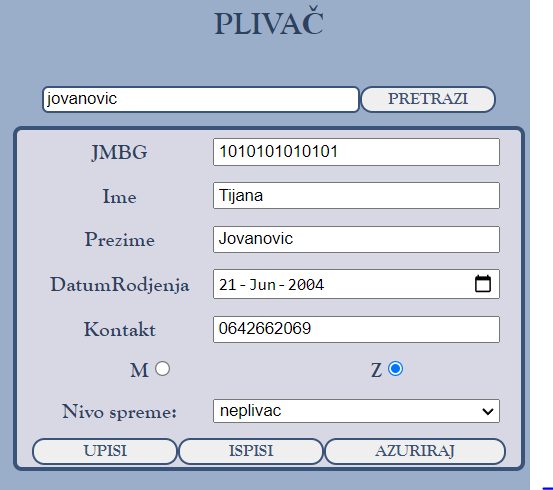 PLIVAČ
jovanovic PRETRAZI
JMBG 1010101010101
Ime Tijana
Prezime Jovanovic
DatumRodjenja 21-Jun-2004
Kontakt 0642662069
M Z
Nivo spreme: neplivac
UPISI ISPISI AZURIRAJ